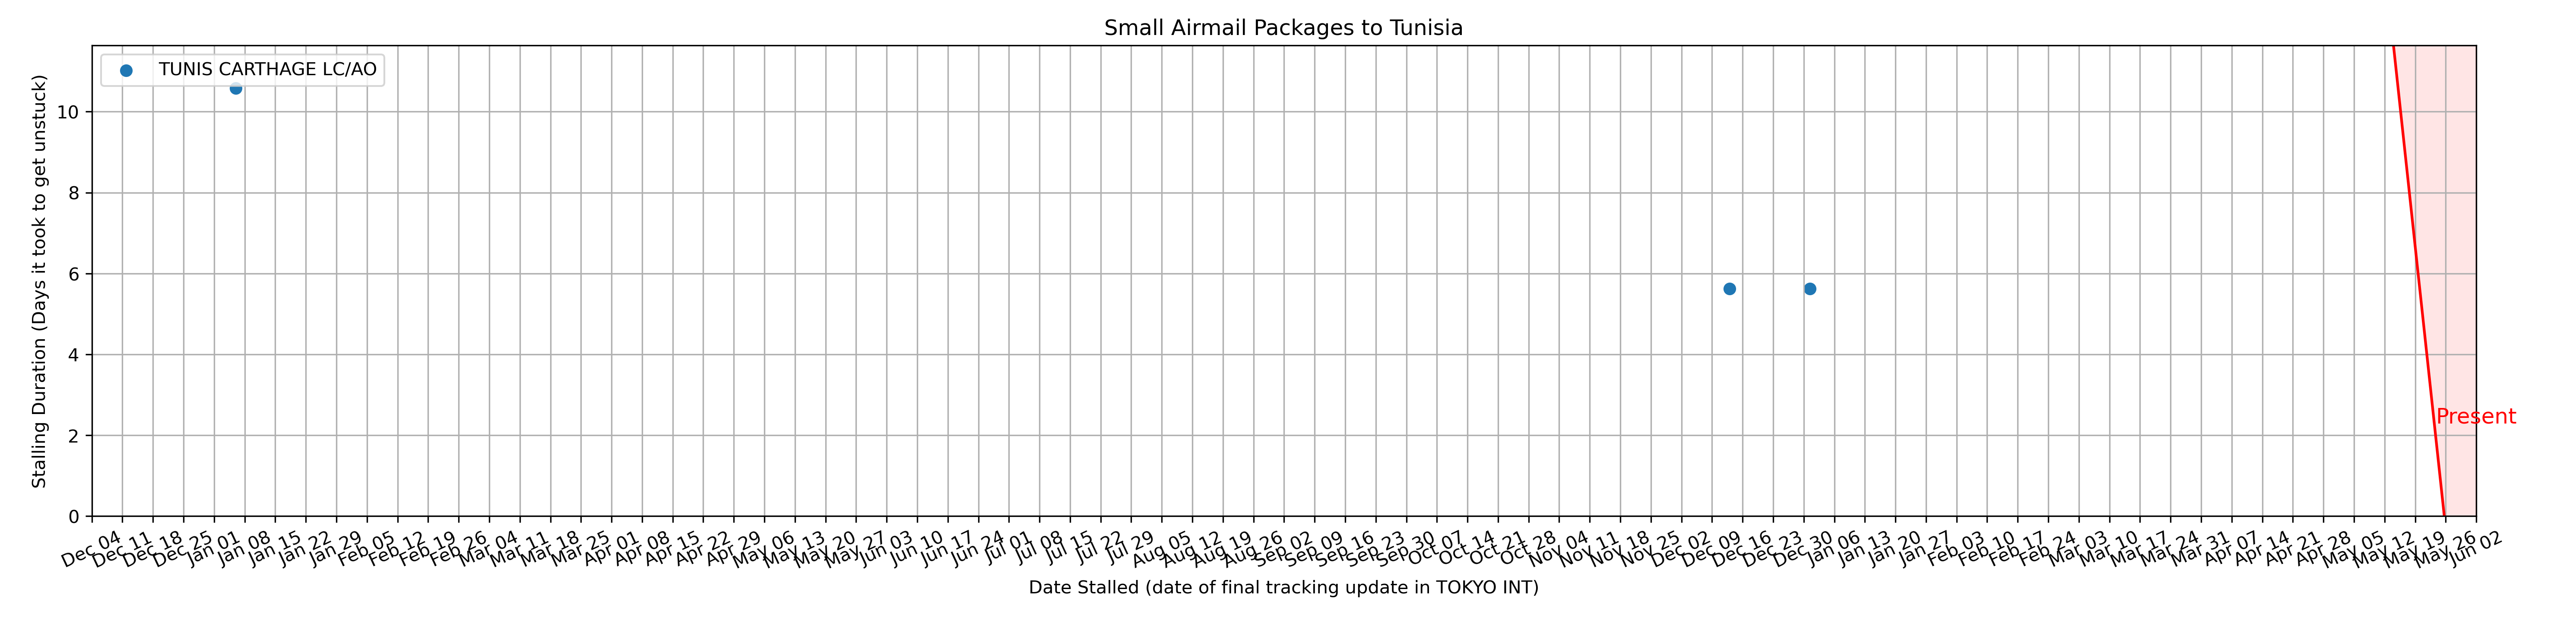 Small Airmail Packages to Tunisia
TUNIS CARTHAGE LC/AO
Stalling Duration (Days it took to get unstuck)
10
8
6
4
2
0
Present
Dec 04 Dec 11 Dec 18 Dec 25 Jan 01 Jan 08 Jan 15 Jan 22 Jan 29 Feb 05 Feb 12 Feb 19 Feb 26 Mar 04 Mar 11 Mar 18 Mar 25 Apr 01 Apr 08 Apr 15 Apr 22 Apr 29 May 06 May 13 May 20 May 27 Jun 03 Jun 10 Jun 17 Jun 24 Jul 01 Jul 08 Jul 15 Jul 22 Jul 29 Aug 05 Aug 12 Aug 19 Aug 26 Sep 02 Sep 09 Sep 16 Sep 23 Sep 30 Oct 07 Oct 14 Oct 21 Oct 28 Nov 04 Nov 11 Nov 18 Nov 25 Dec 02 Dec 09 Dec 16 Dec 23 Dec 30 Jan 06 Jan 13 Jan 20 Jan 27 Feb 03 Feb 10 Feb 17 Feb 24 Mar 03 Mar 10 Mar 17 Mar 24 Mar 31 Apr 07 Apr 14 Apr 21 Apr 28 May 05 May 12 May 19 May 26 Jun 02
Date Stalled (date of final tracking update in TOKYO INT)